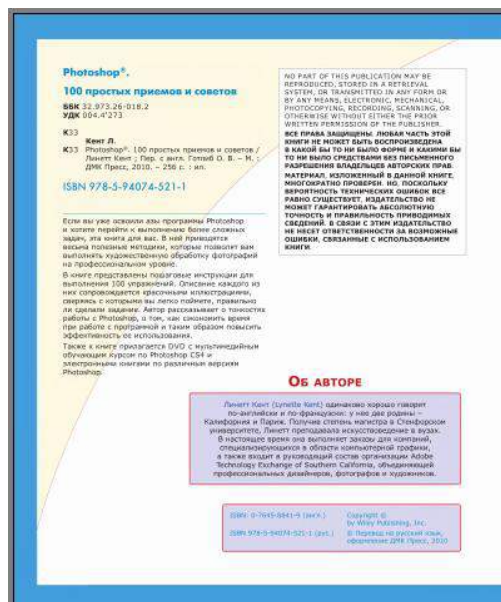 Photoshop®.
100 простых приемов и советов
ББК 32.973.26-018.2
УДК 004.4'273
К33
Кент Л.
К33 Photoshop®. 100 простых приемов и советов /
Линетт Кент ; Пер. с англ. Готлиб О. В. – М. :
ДМК Пресс, 2010. – 256 с. : ил.
ISBN 978-5-94074-521-1
Если вы уже освоили азы программы Photoshop
и хотите перейти к выполнению более сложных
задач, эта книга для вас. В ней приводятся
весьма полезные методики, которые позволят вам
выполнять художественную обработку фотографий
на профессиональном уровне.
В книге представлены пошаговые инструкции для
выполнения 100 упражнений. Описание каждого из
них сопровождается красочными иллюстрациями,
сверяясь с которыми вы легко поймете, правильно
ли сделали задание. Автор рассказывает о тонкостях
работы с Photoshop, о том, как сэкономить время
при работе с программой и таким образом повысить
эффективность ее использования.
Также к книге прилагается DVD с мультимедийным
обучающим курсом по Photoshop CS4 и
электронными книгами по различным версиям
Photoshop.
NO PART OF THIS PUBLICATION MAY BE
REPRODUCED, STORED IN A RETRIEVAL
SYSTEM, OR TRANSMITTED IN ANY FORM OR
BY ANY MEANS, ELECTRONIC, MECHANICAL,
PHOTOCOPYING, RECORDING, SCANNING, OR
OTHERWISE WITHOUT EITHER THE PRIOR
WRITTEN PERMISSION OF THE PUBLISHER.
ВСЕ ПРАВА ЗАЩИЩЕНЫ. ЛЮБАЯ ЧАСТЬ ЭТОЙ
КНИГИ НЕ МОЖЕТ БЫТЬ ВОСПРОИЗВЕДЕНА
В КАКОЙ БЫ ТО НИ БЫЛО ФОРМЕ И КАКИМИ БЫ
ТО НИ БЫЛО СРЕДСТВАМИ БЕЗ ПИСЬМЕННОГО
РАЗРЕШЕНИЯ ВЛАДЕЛЬЦЕВ АВТОРСКИХ ПРАВ.
МАТЕРИАЛ, ИЗЛОЖЕННЫЙ В ДАННОЙ КНИГЕ,
МНОГОКРАТНО ПРОВЕРЕН. НО, ПОСКОЛЬКУ
ВЕРОЯТНОСТЬ ТЕХНИЧЕСКИХ ОШИБОК ВСЕ
РАВНО СУЩЕСТВУЕТ, ИЗДАТЕЛЬСТВО НЕ
МОЖЕТ ГАРАНТИРОВАТЬ АБСОЛЮТНУЮ
ТОЧНОСТЬ И ПРАВИЛЬНОСТЬ ПРИВОДИМЫХ
СВЕДЕНИЙ. В СВЯЗИ С ЭТИМ ИЗДАТЕЛЬСТВО
НЕ НЕСЕТ ОТВЕТСТВЕННОСТИ ЗА ВОЗМОЖНЫЕ
ОШИБКИ, СВЯЗАННЫЕ С ИСПОЛЬЗОВАНИЕМ
КНИГИ.
ОБ АВТОРЕ
Линетт Кент (Lynette Kent) одинаково хорошо говорит
по-английски и по-французски: у нее две родины –
Калифорния и Париж. Получив степень магистра в Стенфорском
университете, Линетт преподавала искусствоведение в вузах.
В настоящее время она выполняет заказы для компаний,
специализирующихся в области компьютерной графики,
а также входит в руководящий состав организации Adobe
Technology Exchange of Southern California, объединяющей
профессиональных дизайнеров, фотографов и художников.
ISBN: 0-7645-8841-9 (англ.) Copyright ©
by Wiley Publishing, Inc.
ISBN 978-5-94074-521-1 (рус.) © Перевод на русский язык,
оформление ДМК Пресс, 2010